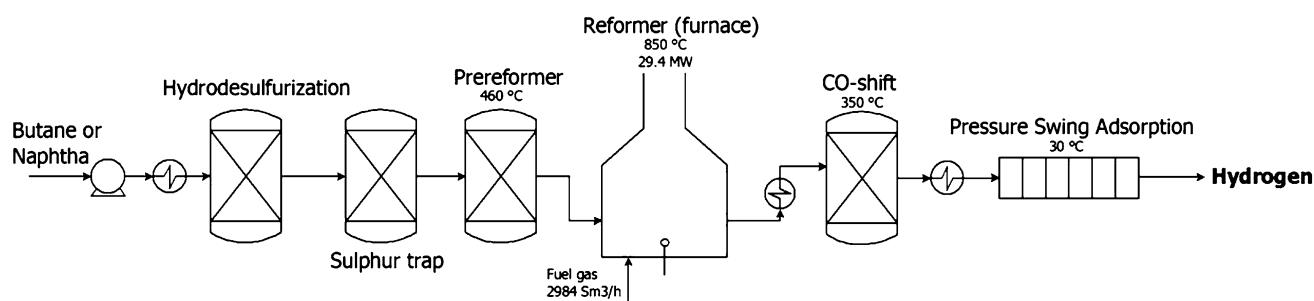 Reformer (furnace)
850 °C
29.4 MW
Hydrodesulfurization
Prereformer
460 °C
CO-shift
350 °C
Butane or
Naphtha
Pressure Swing Adsorption
30 °C
Hydrogen
Sulphur trap
Fuel gas
2984 Sm3/h